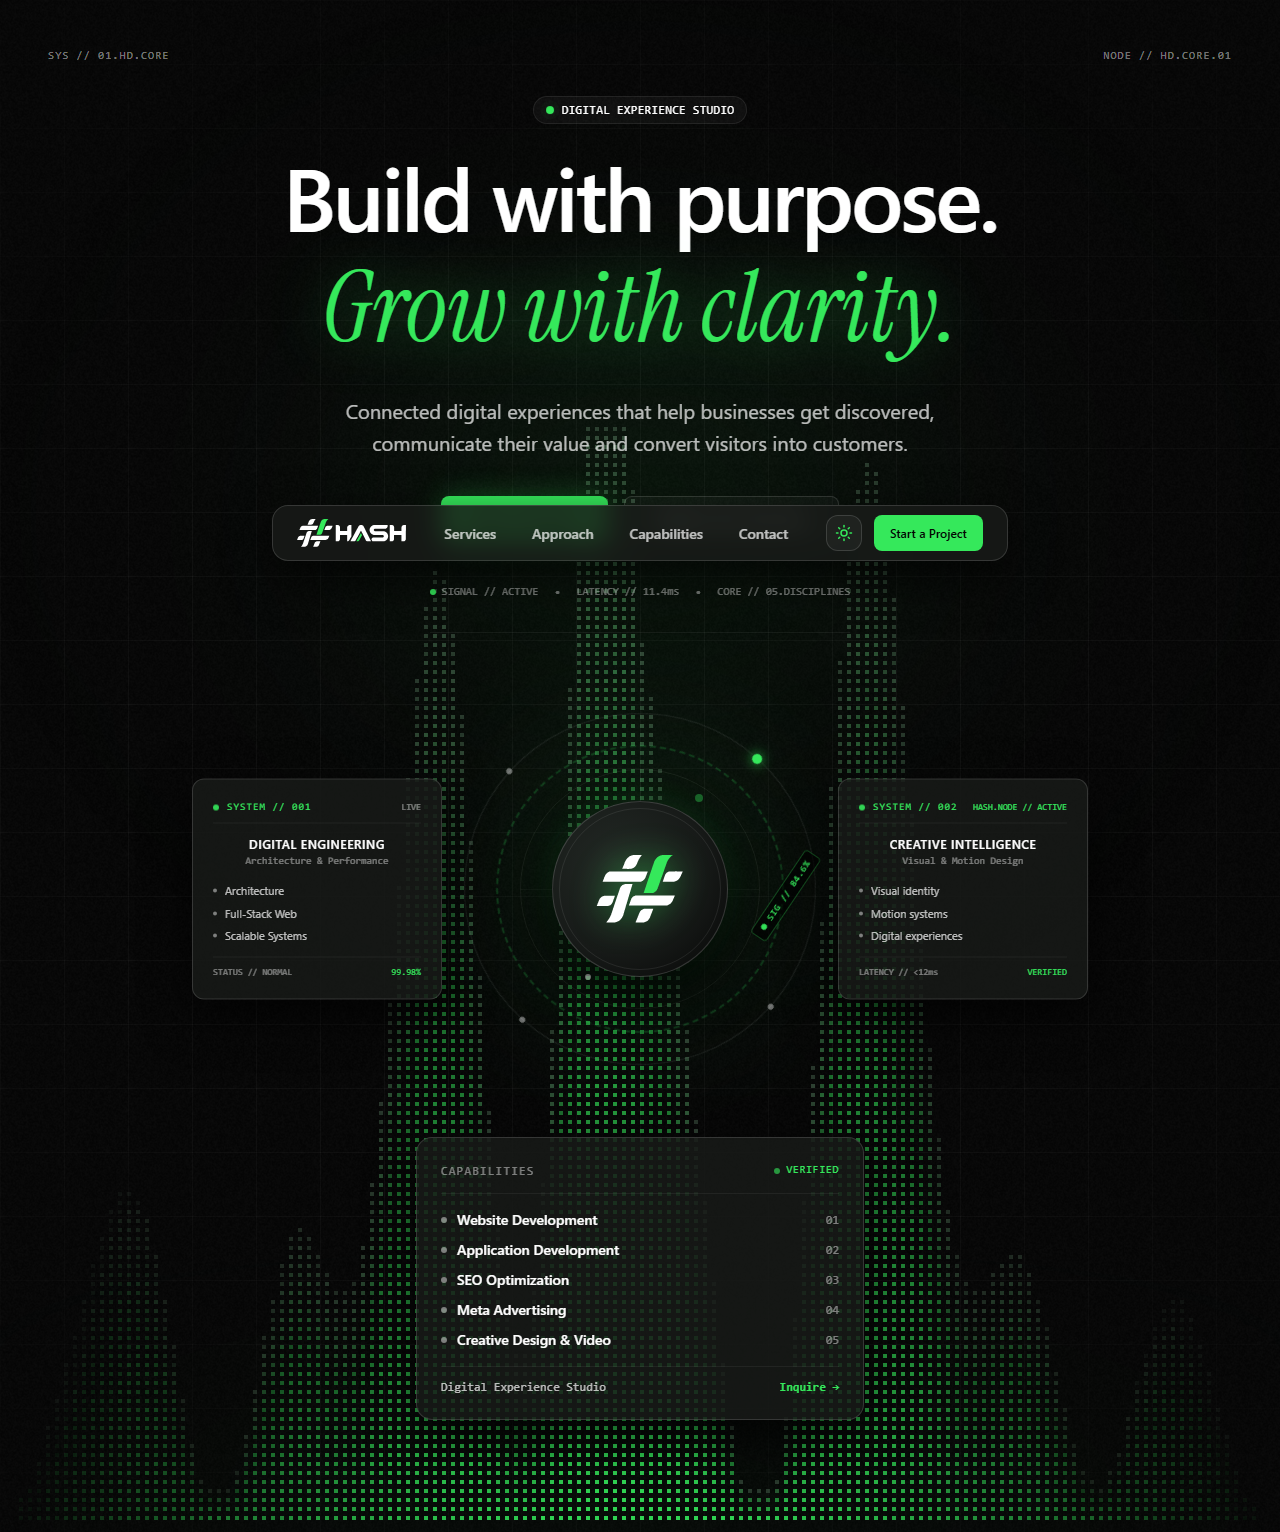 SYS // 01.HD.CORE
NODE // HD.CORE.01
DIGITAL EXPERIENCE STUDIO
Build with purpose.
Grow with clarity.
Connected digital experiences that help businesses get discovered,
communicate their value and convert visitors into customers.
HASH
Services
Approach
Capabilities
Contact
Start a Project
SIGNAL // ACTIVE • LATENCY // 11.4ms • CORE // 05.DISCIPLINES
SYSTEM // 001
LIVE
DIGITAL ENGINEERING
Architecture & Performance
Architecture
Full-Stack Web
Scalable Systems
STATUS // NORMAL
99.98%
SIG // 84.6%
SYSTEM // 002
HASH.NODE // ACTIVE
CREATIVE INTELLIGENCE
Visual & Motion Design
Visual identity
Motion systems
Digital experiences
LATENCY // <12ms
VERIFIED
CAPABILITIES
VERIFIED
Website Development 01
Application Development 02
SEO Optimization 03
Meta Advertising 04
Creative Design & Video 05
Digital Experience Studio
Inquire →